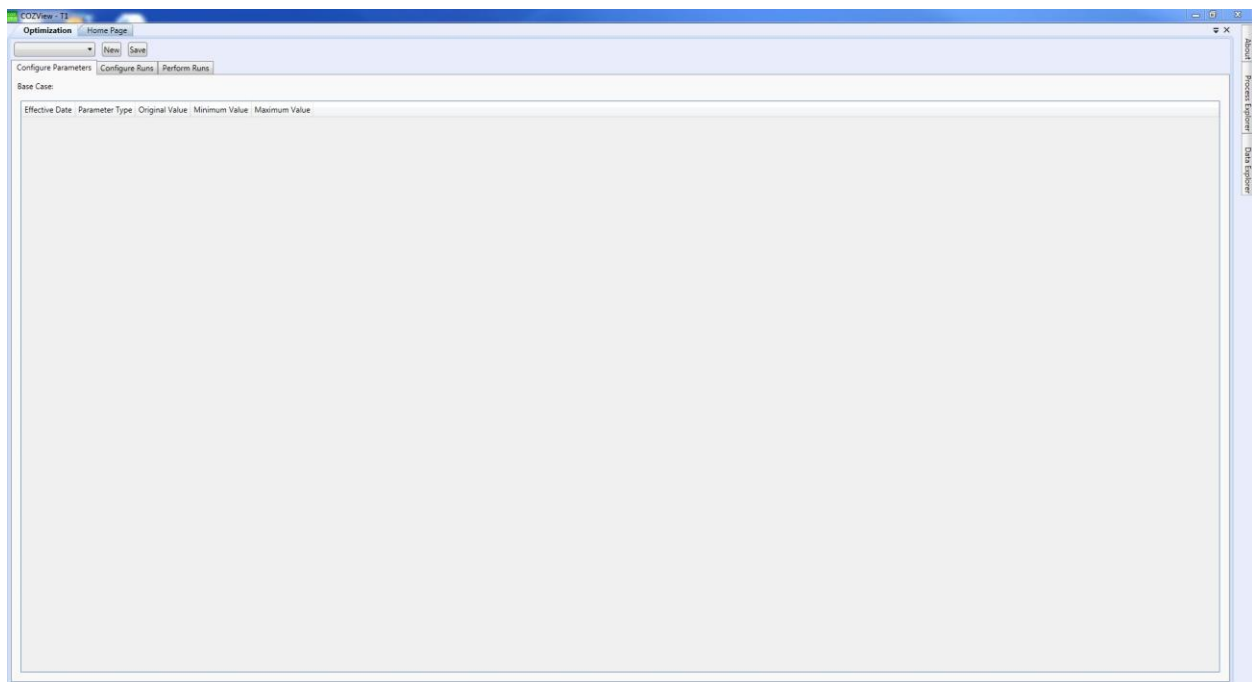 COZView - T1
Optimization Home Page
New Save
Configure Parameters Configure Runs Perform Runs
Base Case:
Effective Date Parameter Type Original Value Minimum Value Maximum Value
About
Process Explorer
Data Explorer